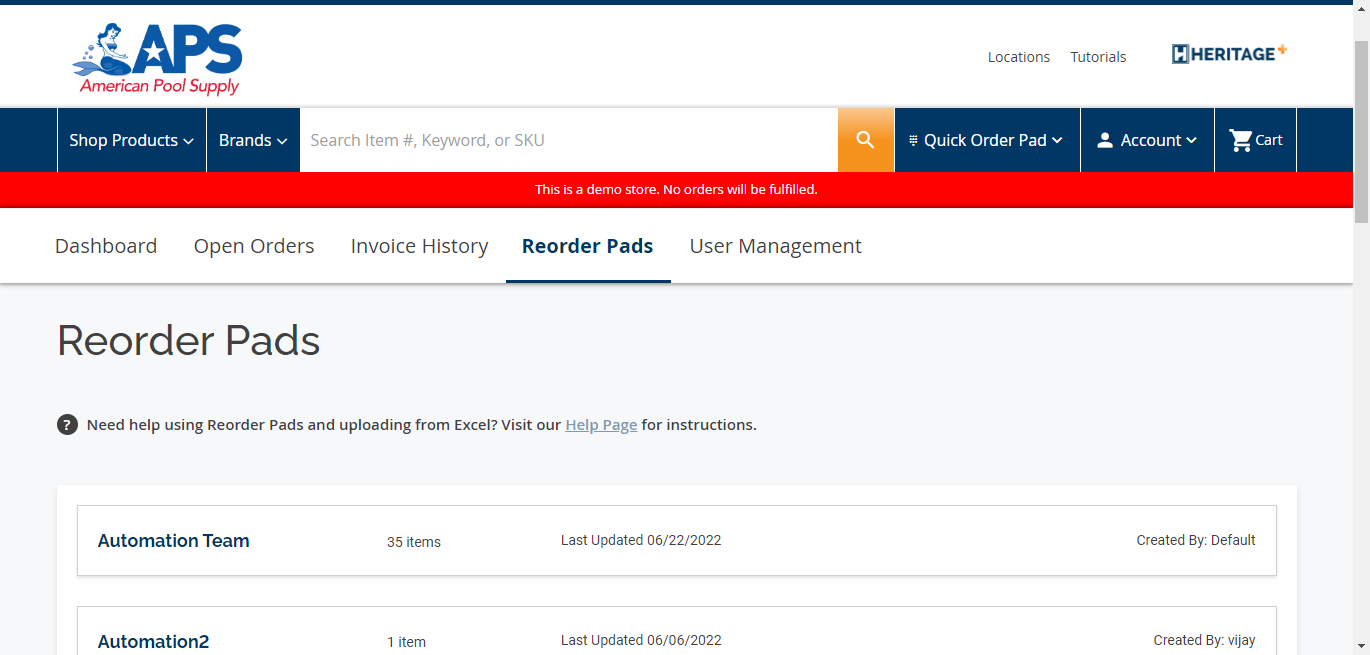 APS
American Pool Supply
Locations
Tutorials
HERITAGE+
Shop Products
Brands
Search Item #, Keyword, or SKU
Quick Order Pad
Account
Cart
This is a demo store. No orders will be fulfilled.
Dashboard
Open Orders
Invoice History
Reorder Pads
User Management
Reorder Pads
? Need help using Reorder Pads and uploading from Excel? Visit our Help Page for instructions.
Automation Team
35 items
Last Updated 06/22/2022
Created By: Default
Automation2
1 item
Last Updated 06/06/2022
Created By: vijay